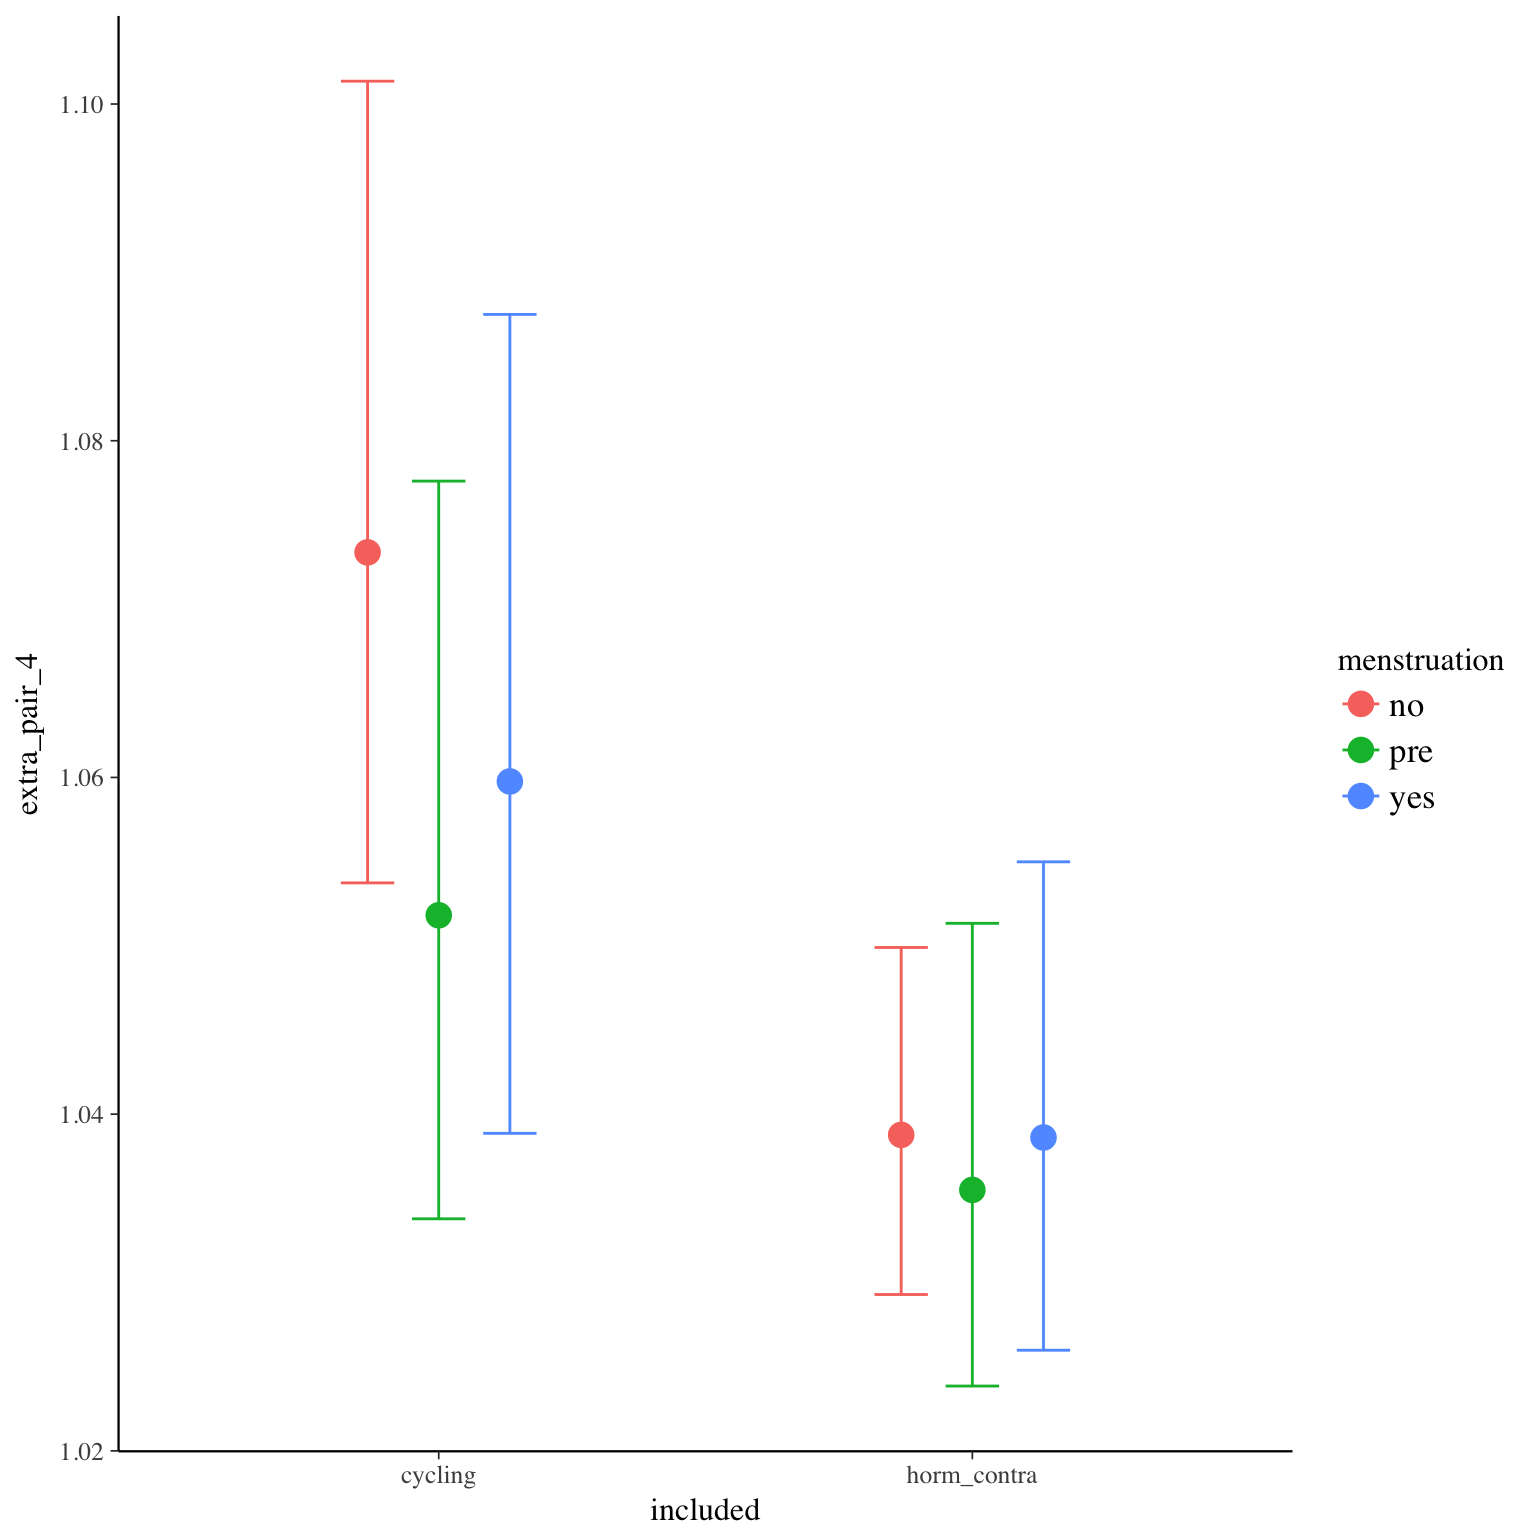 1.10
1.08
1.06
1.04
1.02
extra_pair_4
cycling
horm_contra
included
menstruation
no
pre
yes